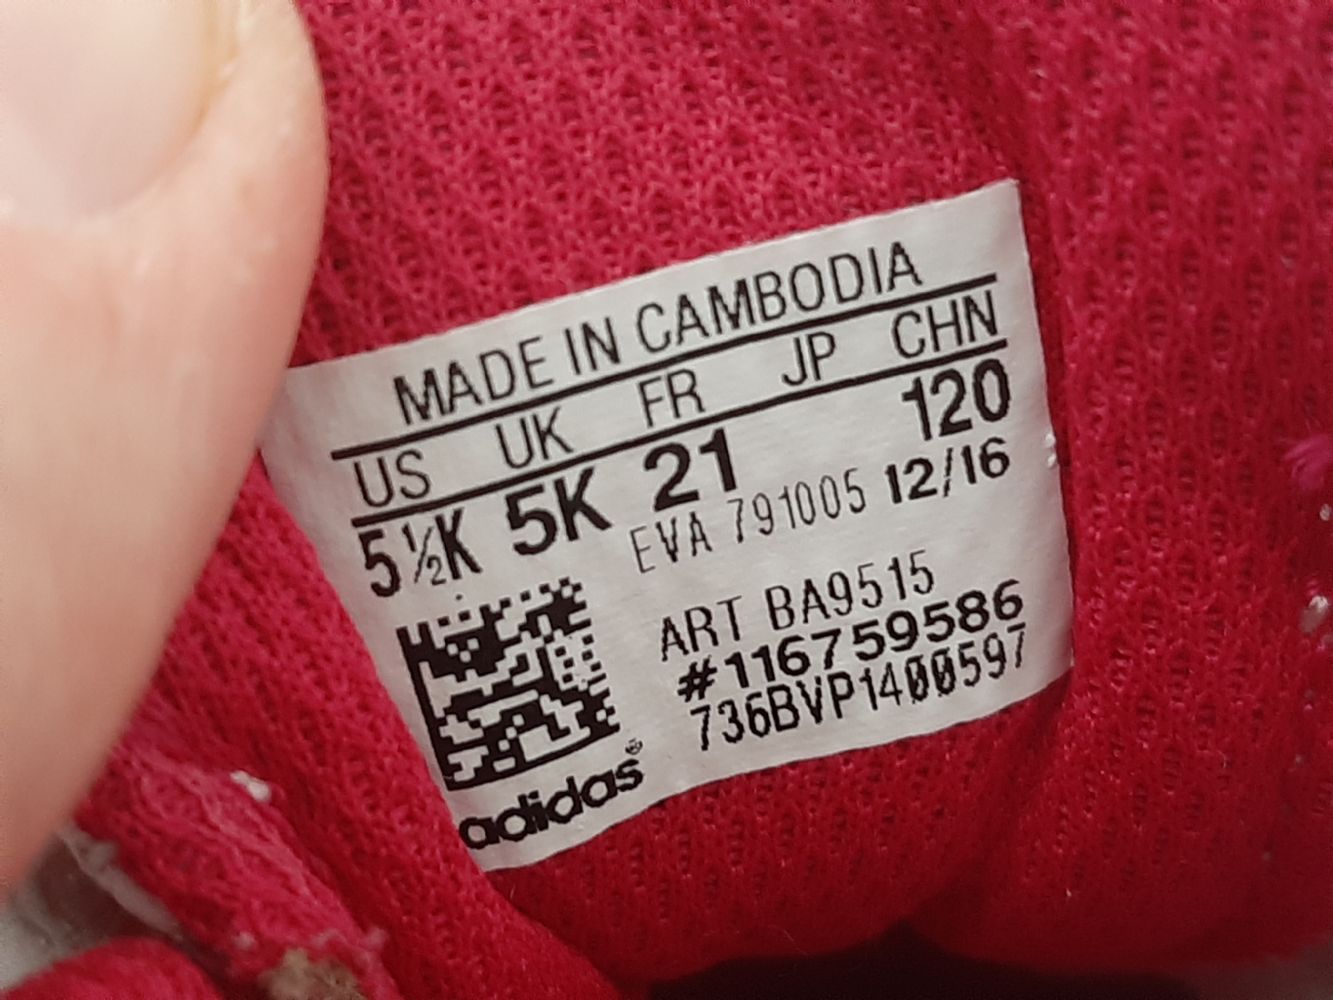 MADE IN CAMBODIA
US UK FR JP CHN
5½K 5K 21 120
EVA 791005 12/16
ART BA9515
#116759586
736BVP1400597
adidas®